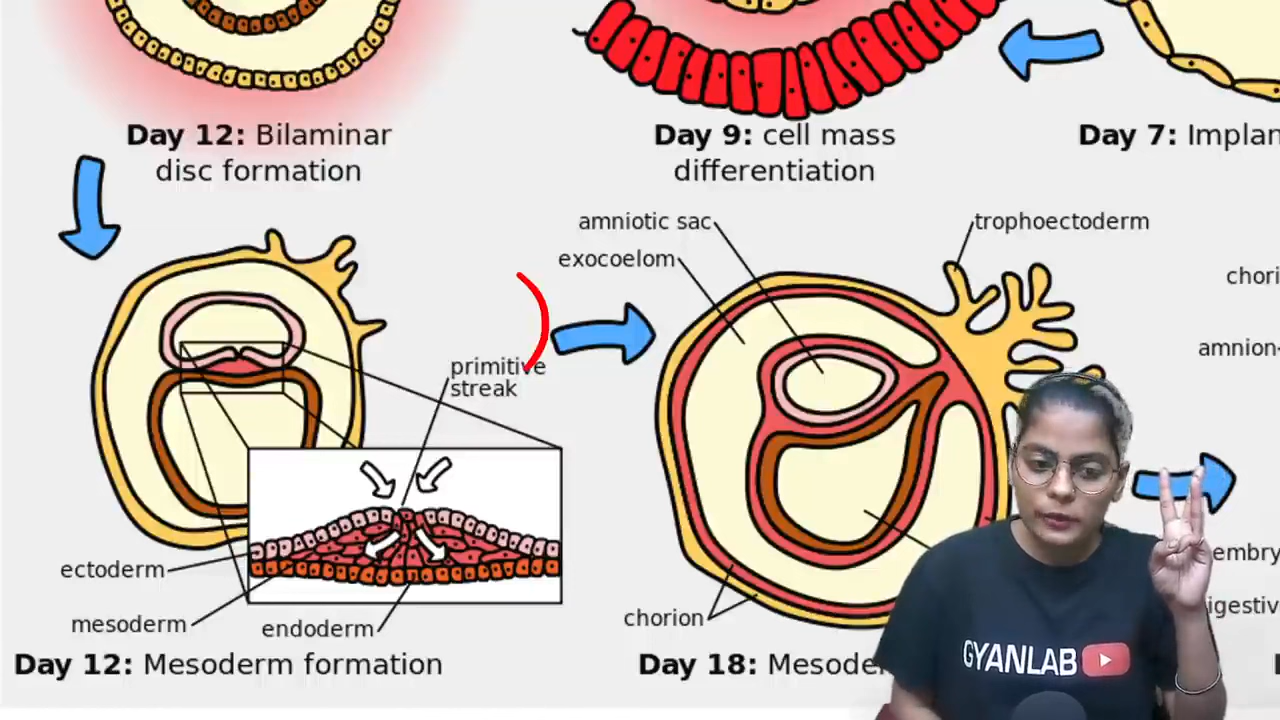 Day 12: Bilaminar
disc formation
Day 9: cell mass
differentiation
Day 7: Implan
amniotic sac
trophoectoderm
exocoelom
chori
amnion
primitive
streak
ectoderm
mesoderm
endoderm
chorion
embry
igestiv
Day 12: Mesoderm formation
Day 18: Mesode
GYANLAB